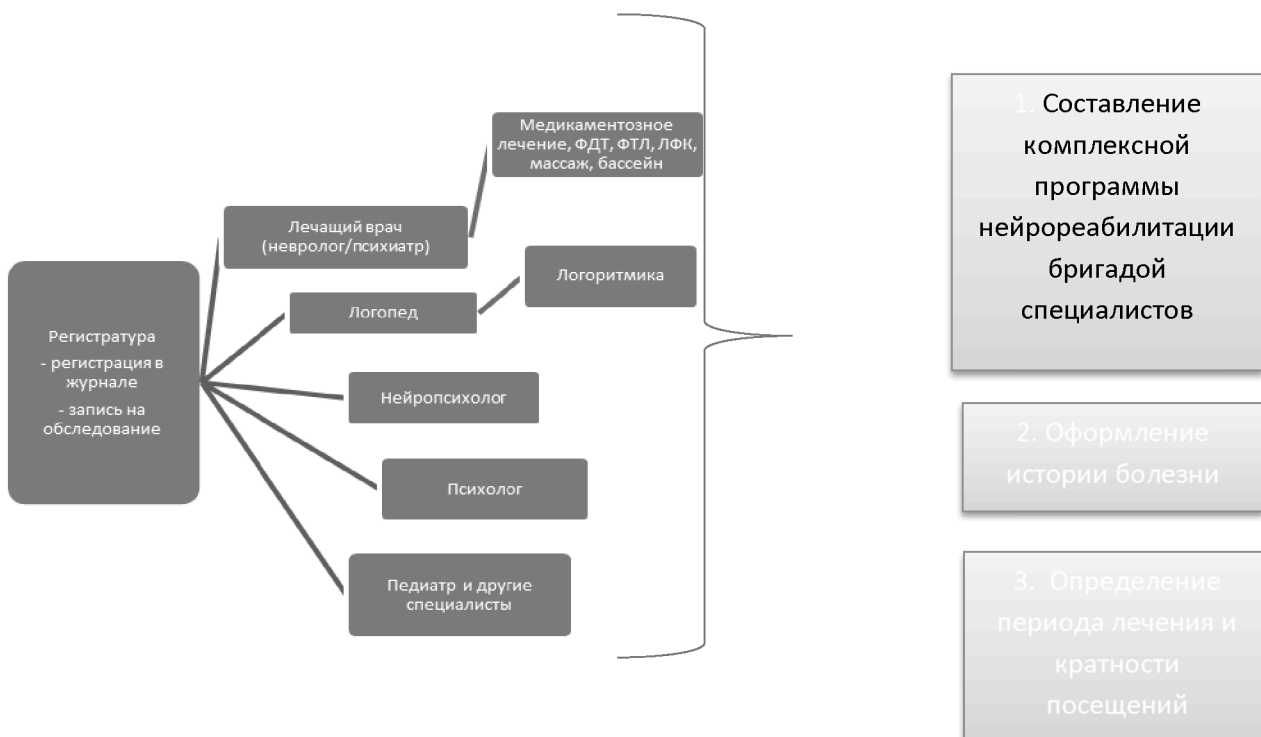 Регистратура
- регистрация в
журнале
- запись на
обследование
Лечащий врач
(невролог/психиатр)
Медикаментозное
лечение, ФДТ, ФТЛ, ЛФК,
массаж, бассейн
Логопед
Логоритмика
Нейропсихолог
Психолог
Педиатр и другие
специалисты
1. Составление
комплексной
программы
нейрореабилитации
бригадой
специалистов
2. Оформление
истории болезни
3. Определение
периода лечения и
кратности
посещений